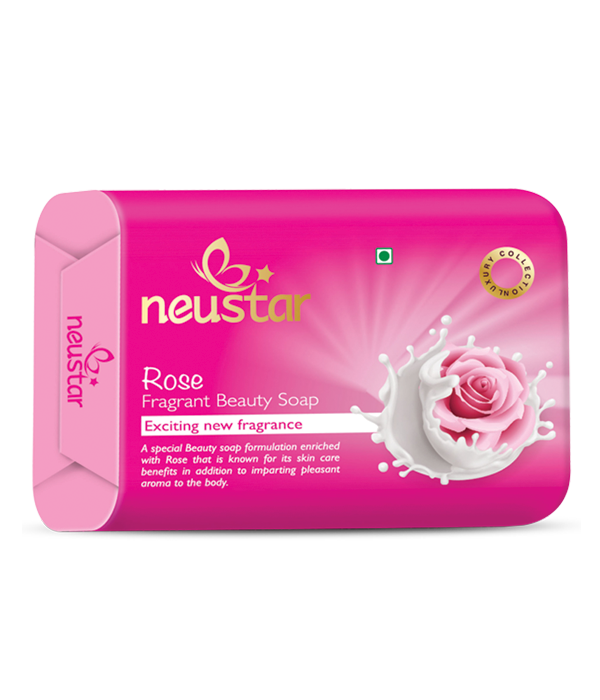 neustar
LUXURY COLLECTION
neustar
Rose
Fragrant Beauty Soap
Exciting new fragrance
A special Beauty soap formulation enriched
with Rose that is known for its skin care
benefits in addition to imparting pleasant
aroma to the body.